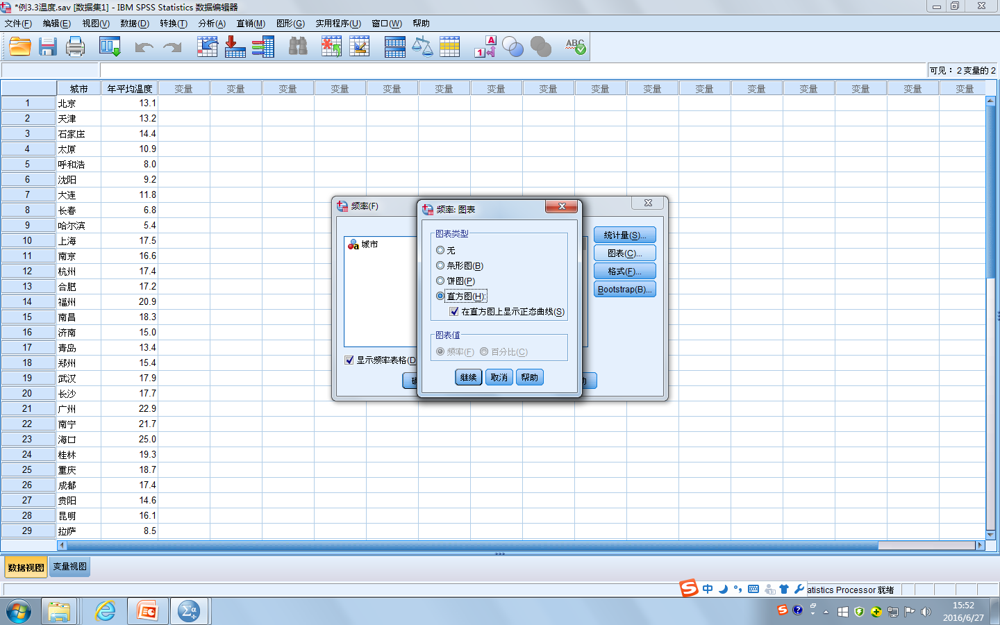 *例3.3温度.sav [数据集1] - IBM SPSS Statistics 数据编辑器
文件(F) 编辑(E) 视图(V) 数据(D) 转换(T) 分析(A) 直销(M) 图形(G) 实用程序(U) 窗口(W) 帮助
可见： 2 变量的 2
城市 年平均温度 变量 变量 变量 变量 变量 变量 变量 变量 变量 变量 变量 变量 变量 变量 变量 变量
1 北京 13.1
2 天津 13.2
3 石家庄 14.4
4 太原 10.9
5 呼和浩 8.0
6 沈阳 9.2
7 大连 11.8
8 长春 6.8
9 哈尔滨 5.4
10 上海 17.5
11 南京 16.6
12 杭州 17.4
13 合肥 17.2
14 福州 20.9
15 南昌 18.3
16 济南 15.0
17 青岛 13.4
18 郑州 15.4
19 武汉 17.9
20 长沙 17.7
21 广州 22.9
22 南宁 21.7
23 海口 25.0
24 桂林 19.3
25 重庆 18.7
26 成都 17.4
27 贵阳 14.6
28 昆明 16.1
29 拉萨 8.5
频率(F)
城市
显示频率表格(D
统计量(S)...
图表(C)...
格式(F)...
Bootstrap(B)...
频率: 图表
图表类型
无
条形图(B)
饼图(P)
直方图(H):
在直方图上显示正态曲线(S)
图表值
频率(F) 百分比(C)
继续 取消 帮助
数据视图 变量视图
中
atistics Processor 就绪
15:52
2016/6/27